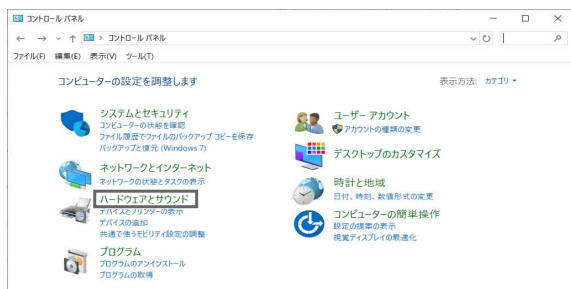 コントロール パネル
コントロール パネル
ファイル(F) 編集(E) 表示(V) ツール(T)
コンピューターの設定を調整します
表示方法: カテゴリ
システムとセキュリティ
コンピューターの状態を確認
ファイル履歴でファイルのバックアップ コピーを保存
バックアップと復元 (Windows 7)
ネットワークとインターネット
ネットワークの状態とタスクの表示
ハードウェアとサウンド
デバイスとプリンターの表示
デバイスの追加
共通で使うモビリティ設定の調整
プログラム
プログラムのアンインストール
プログラムの取得
ユーザー アカウント
アカウントの種類の変更
デスクトップのカスタマイズ
時計と地域
日付、時刻、数値形式の変更
コンピューターの簡単操作
設定の提案の表示
視覚ディスプレイの最適化